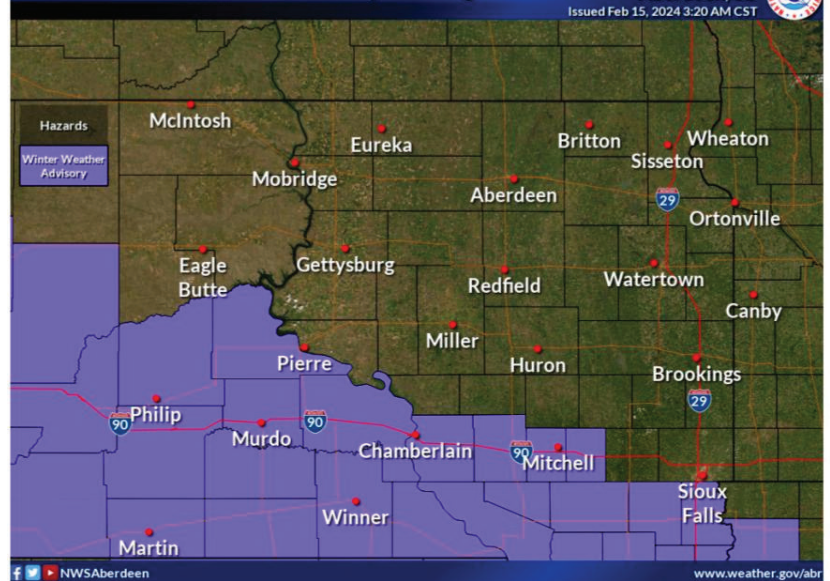 Issued Feb 15, 2024 3:20 AM CST
Hazards
Winter Weather
Advisory
McIntosh
Eureka
Britton
Wheaton
Sisseton
Mobridge
Aberdeen
29
Ortonville
Eagle
Butte
Gettysburg
Redfield
Watertown
Canby
Miller
Pierre
Huron
Brookings
29
Philip
90
90
Murdo
Chamberlain
90
Mitchell
Sioux
Falls
Winner
Martin
NWSAberdeen
www.weather.gov/abr